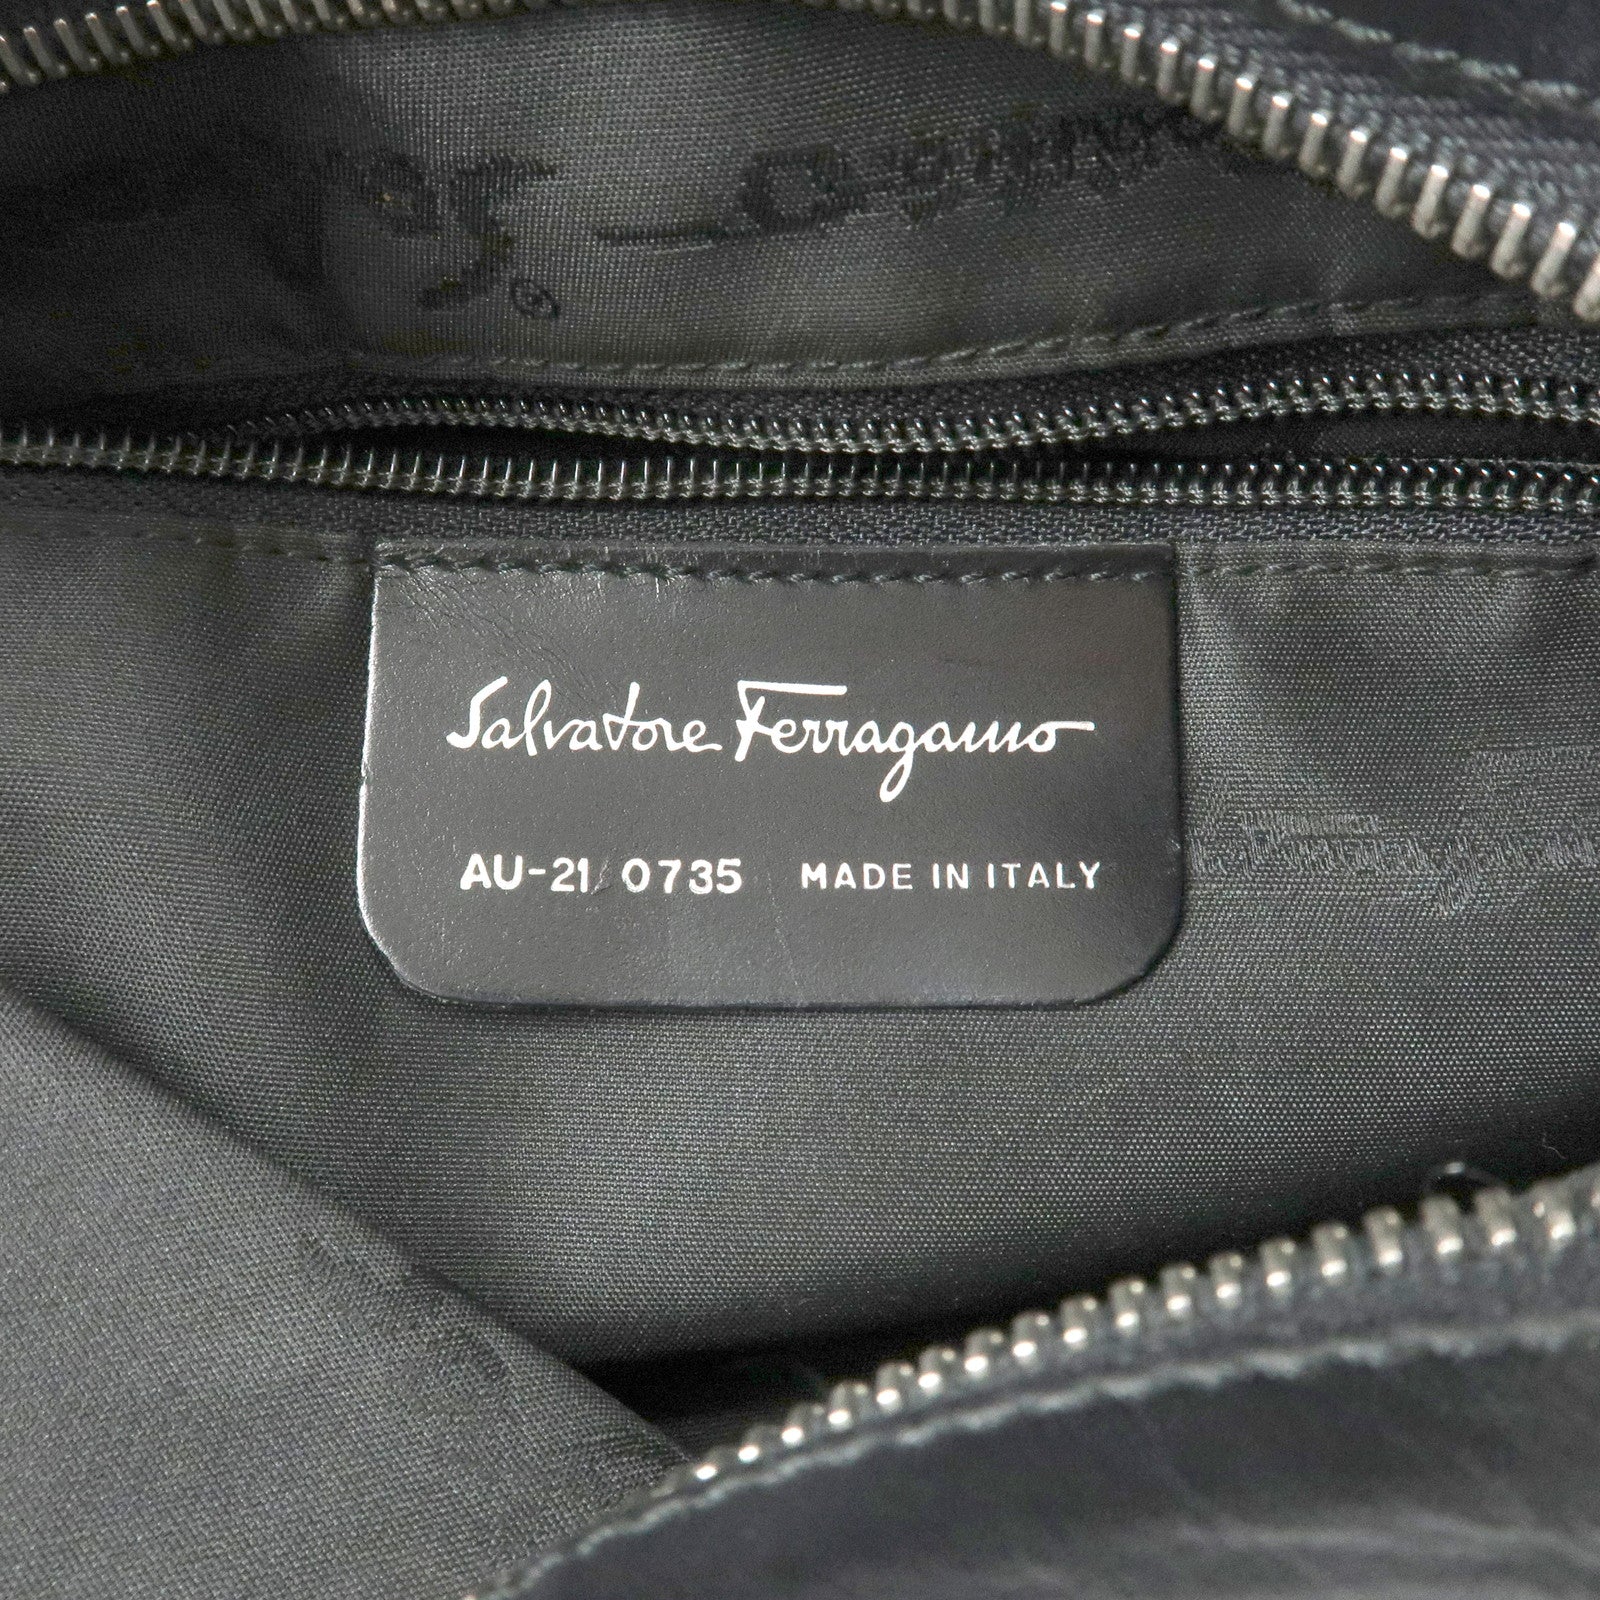 Salvatore Ferragamo
AU-21 0735 MADE IN ITALY